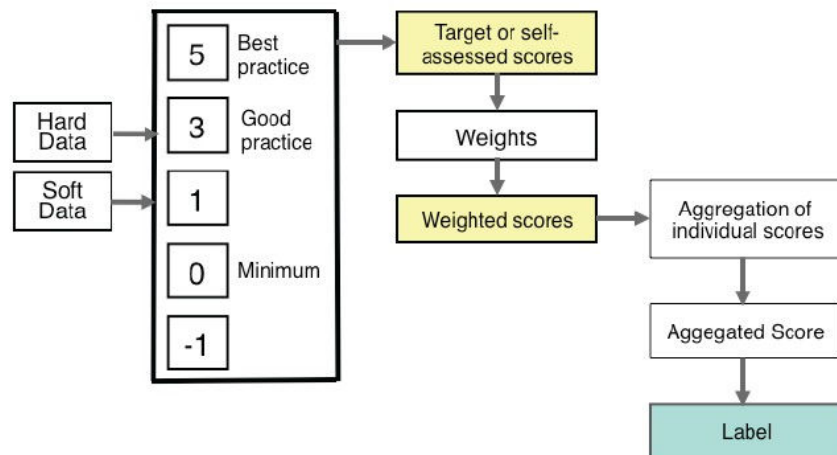 Hard
Data
Soft
Data
5
Best
practice
3
Good
practice
1
0
Minimum
-1
Target or self-
assessed scores
Weights
Weighted scores
Aggregation of
individual scores
Aggegated Score
Label